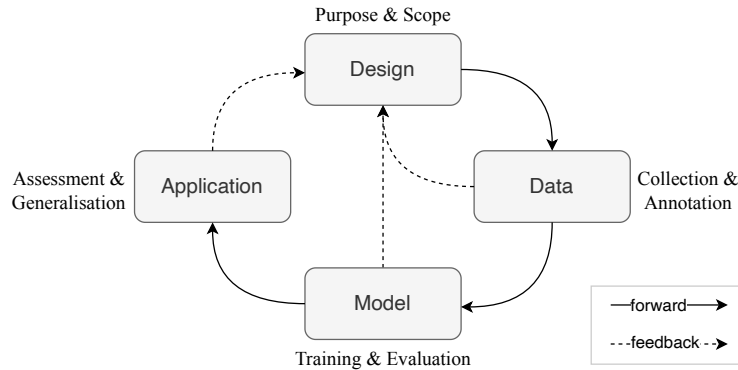 Purpose & Scope
Design
Assessment &
Generalisation
Application
Data
Collection &
Annotation
Model
Training & Evaluation
forward
feedback